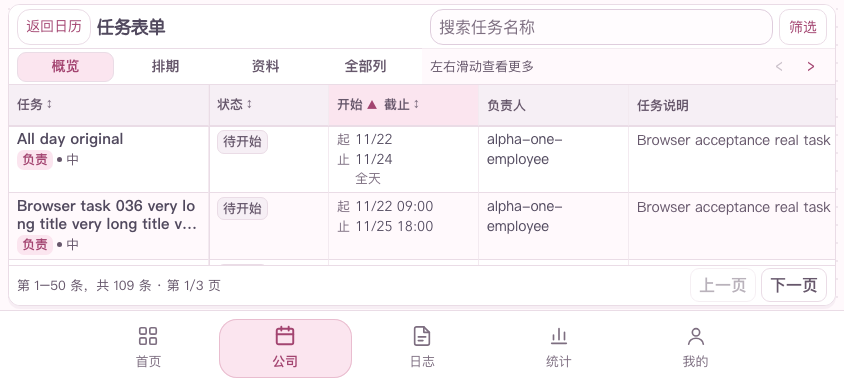 返回日历 任务表单 搜索任务名称 筛选
概览 排期 资料 全部列 左右滑动查看更多 < >
任务 ↕ 状态 ↕ 开始 ▲ 截止 ↕ 负责人 任务说明
All day original
负责 • 中
待开始
起 11/22
止 11/24
全天
alpha-one-
employee
Browser acceptance real task
Browser task 036 very lo
ng title very long title v...
负责 • 中
待开始
起 11/22 09:00
止 11/25 18:00
alpha-one-
employee
Browser acceptance real task
第 1–50 条，共 109 条 · 第 1/3 页 上一页 下一页
首页 公司 日志 统计 我的